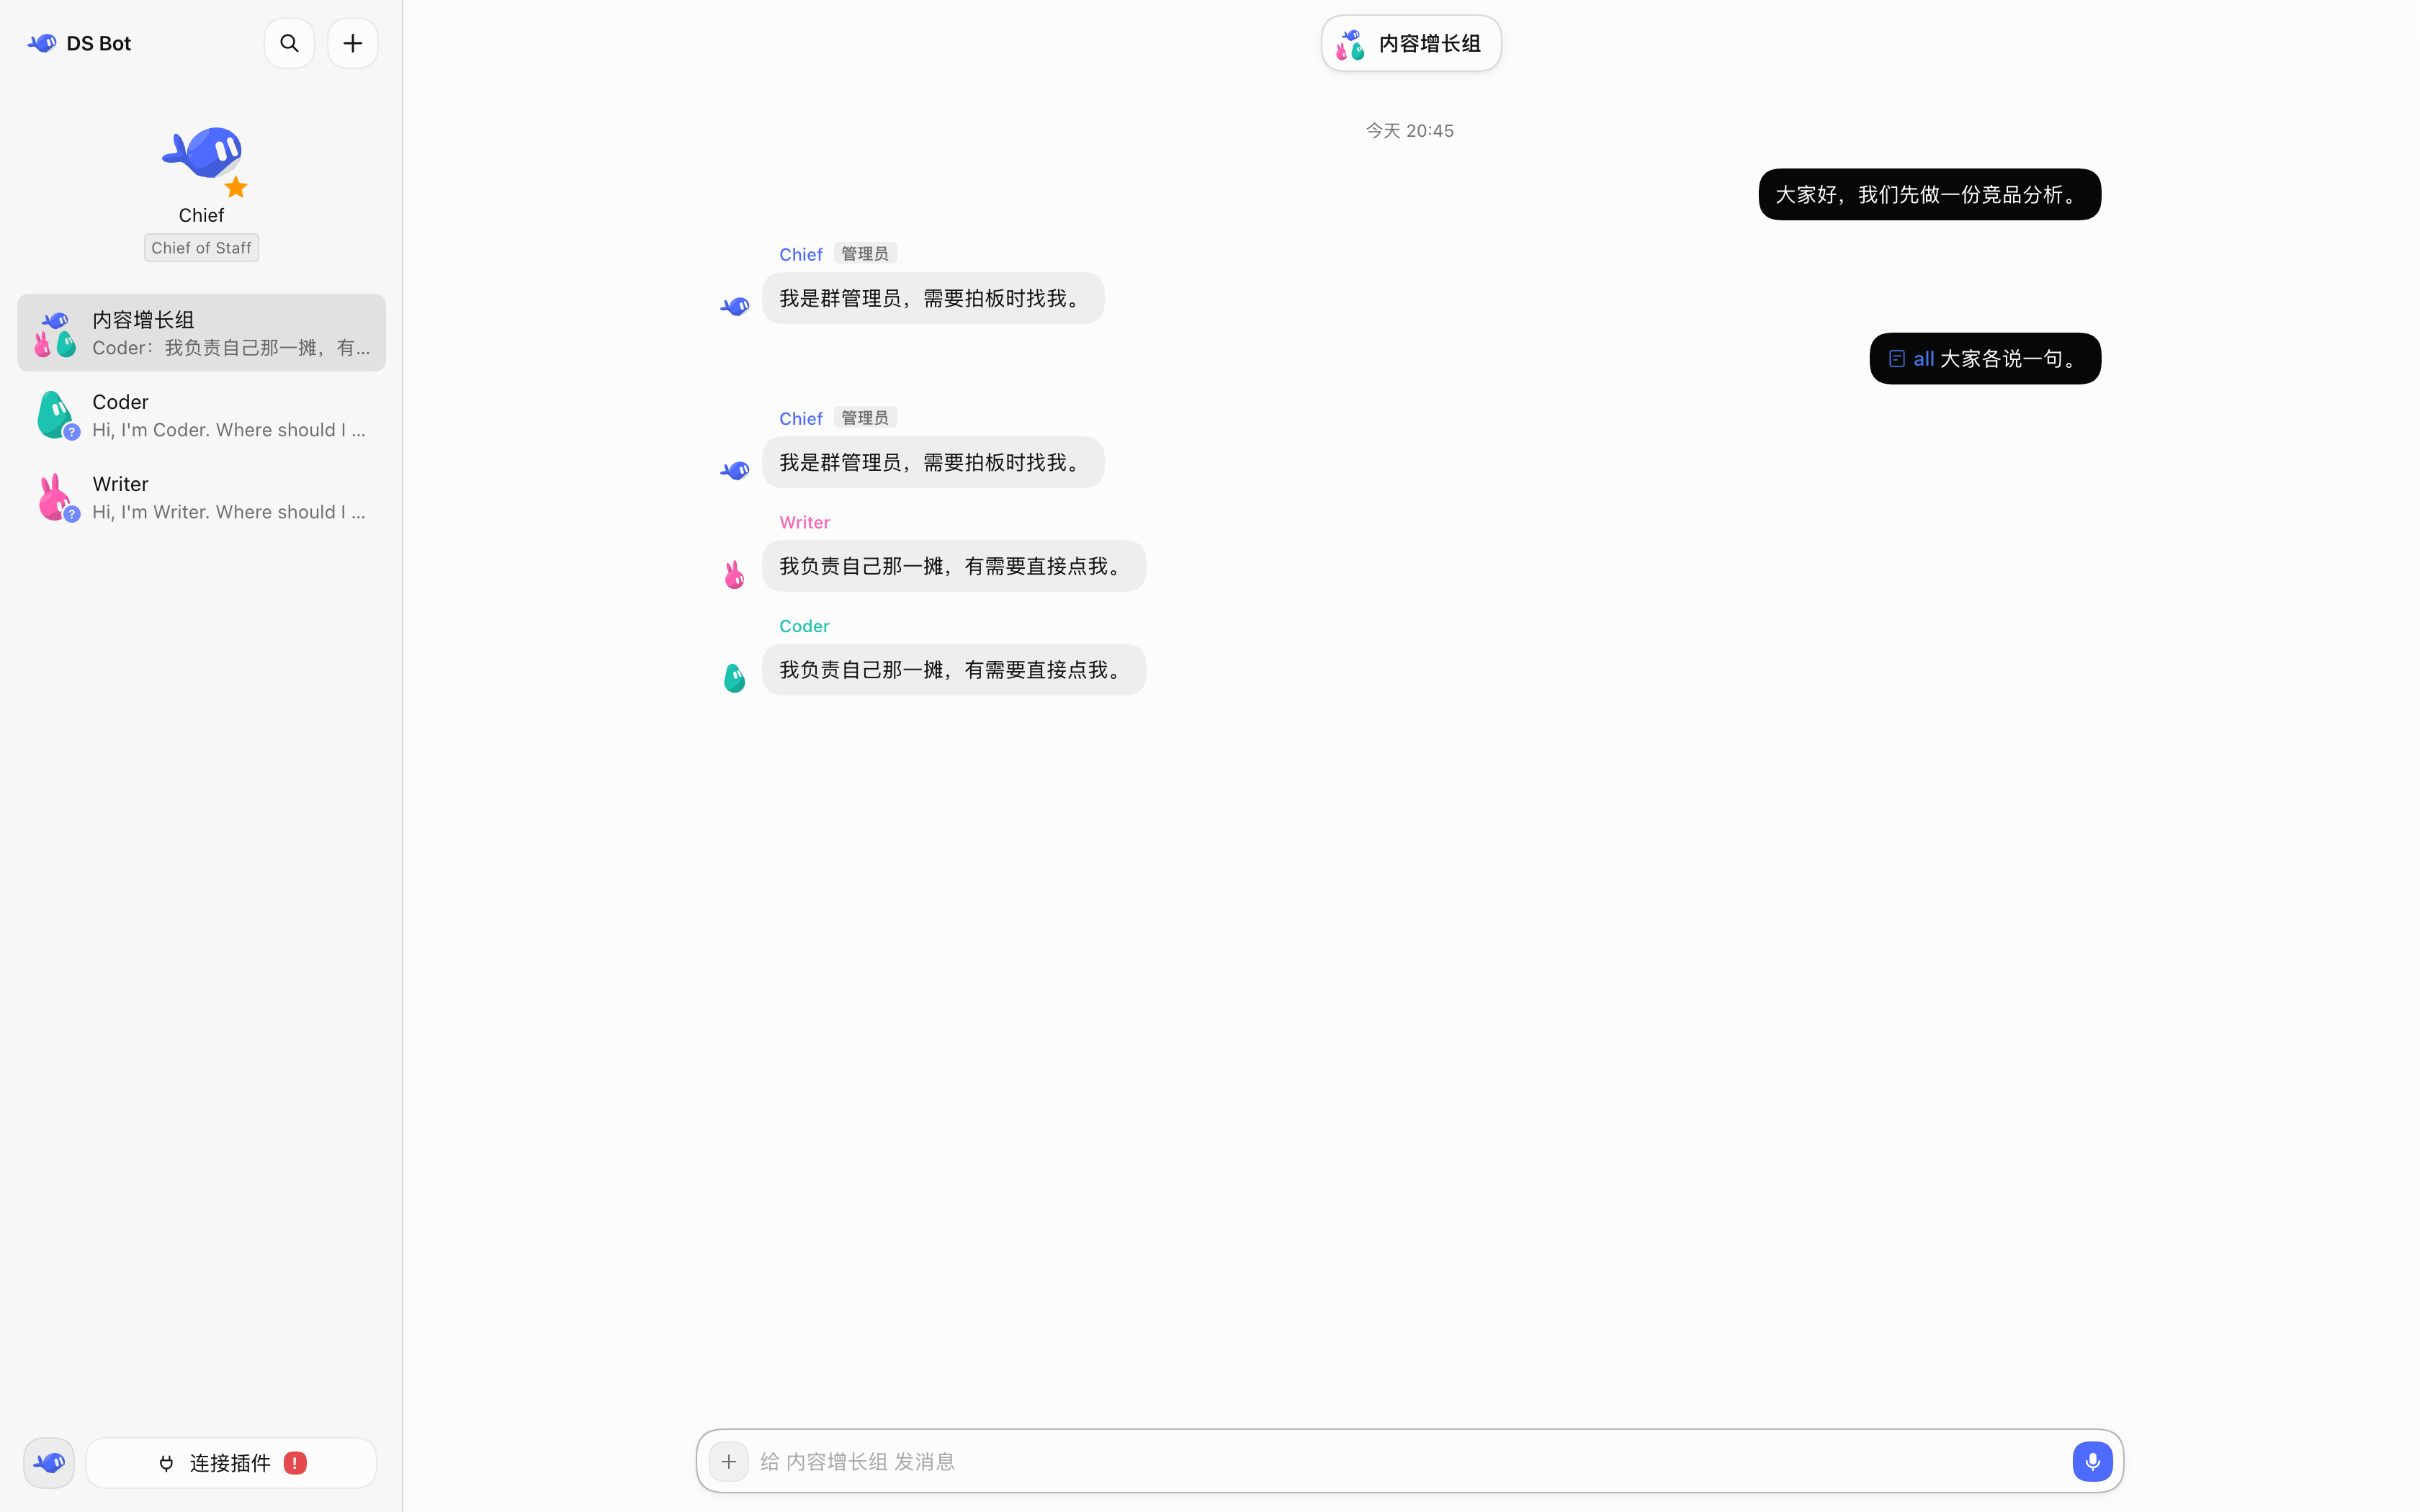 DS Bot
Chief
Chief of Staff
内容增长组
Coder：我负责自己那一摊，有...
Coder
Hi, I'm Coder. Where should I ...
Writer
Hi, I'm Writer. Where should I ...
连接插件 !
内容增长组
今天 20:45
大家好，我们先做一份竞品分析。
Chief 管理员
我是群管理员，需要拍板时找我。
all 大家各说一句。
Chief 管理员
我是群管理员，需要拍板时找我。
Writer
我负责自己那一摊，有需要直接点我。
Coder
我负责自己那一摊，有需要直接点我。
给 内容增长组 发消息